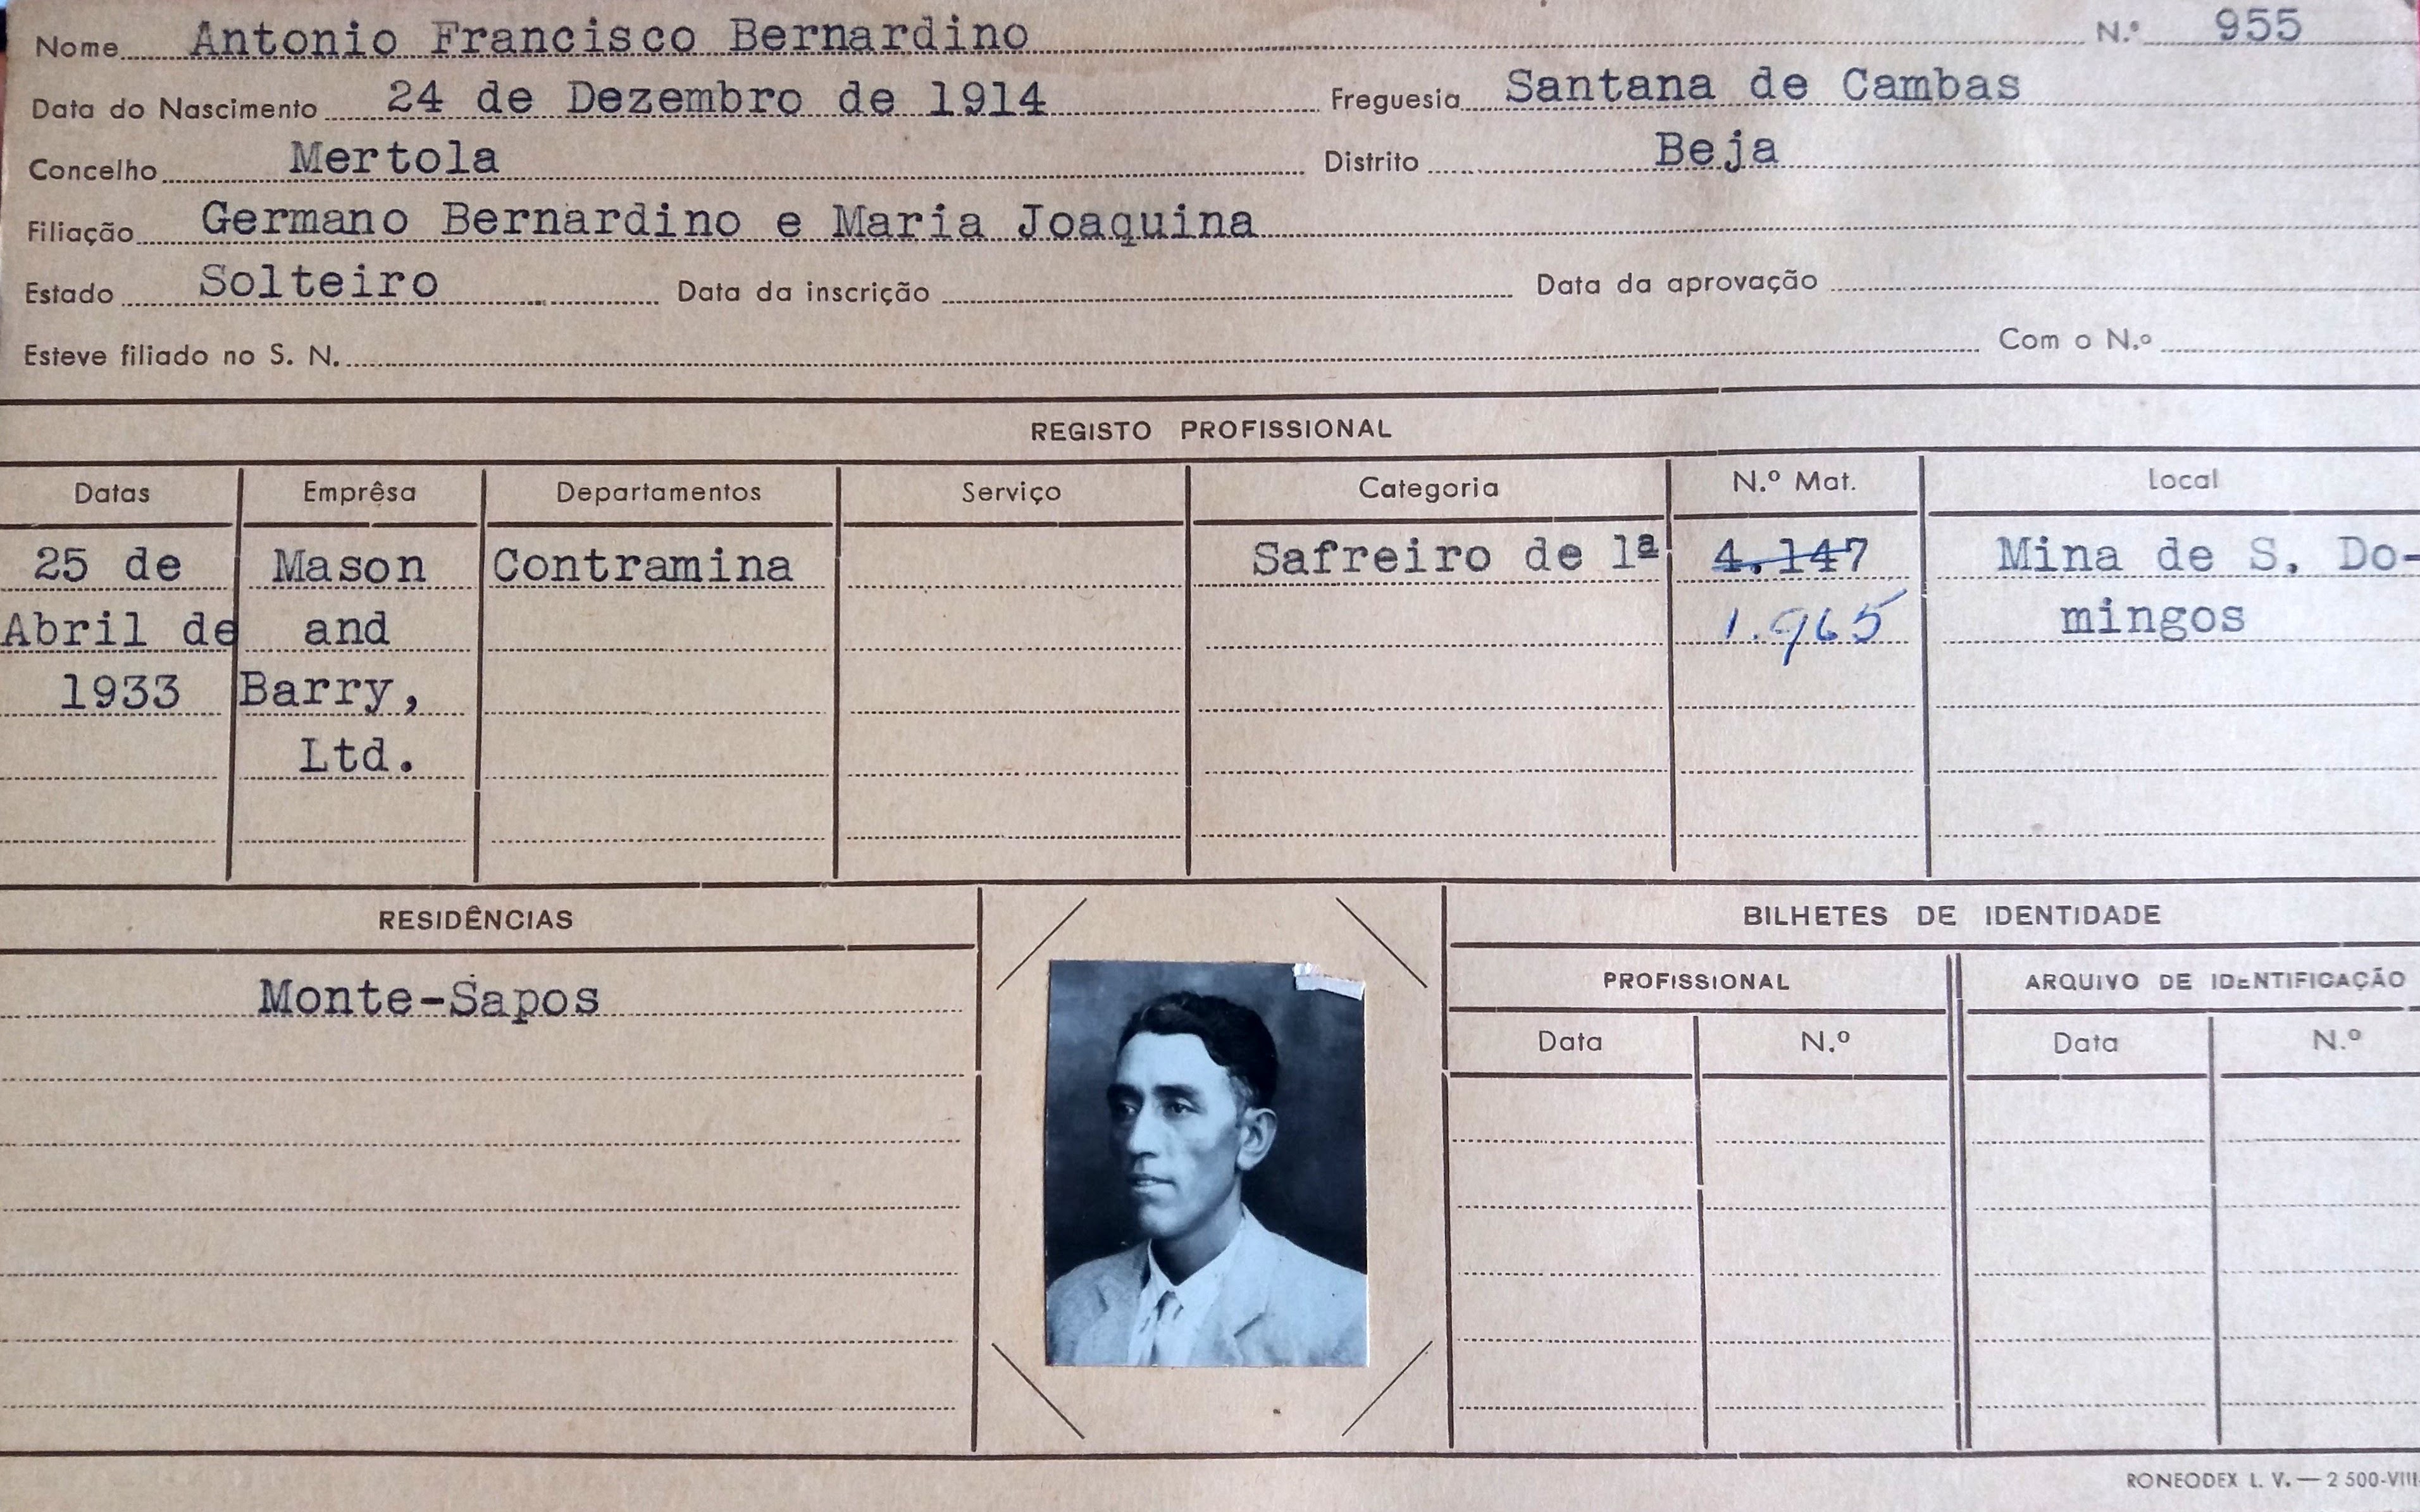 Nome Antonio Francisco Bernardino N.º 955
Data do Nascimento 24 de Dezembro de 1914 Freguesia Santana de Cambas
Concelho Mertola Distrito Beja
Filiação Germano Bernardino e Maria Joaquina
Estado Solteiro Data da inscrição Data da aprovação
Esteve filiado no S. N. Com o N.º
REGISTO PROFISSIONAL
Datas Emprêsa Departamentos Serviço Categoria N.º Mat. Local
25 de Mason Contramina Safreiro de 1ª 4.147 Mina de S. Do-
Abril de and 1.965 mingos
1933 Barry,
Ltd.
RESIDÊNCIAS BILHETES DE IDENTIDADE
Monte-Sapos PROFISSIONAL ARQUIVO DE IDENTIFICAÇÃO
Data N.º Data N.º
RONEODEX L. V. — 2 500-VIII